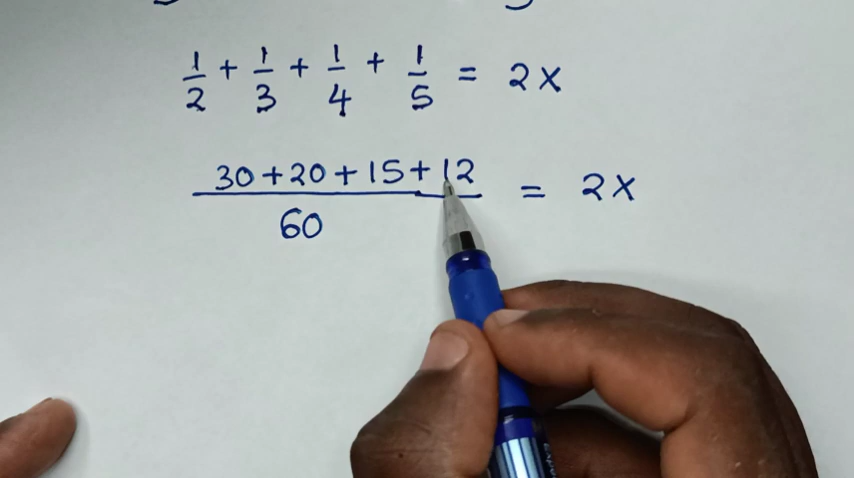 1/2 + 1/3 + 1/4 + 1/5 = 2x
30+20+15+12/60 = 2x